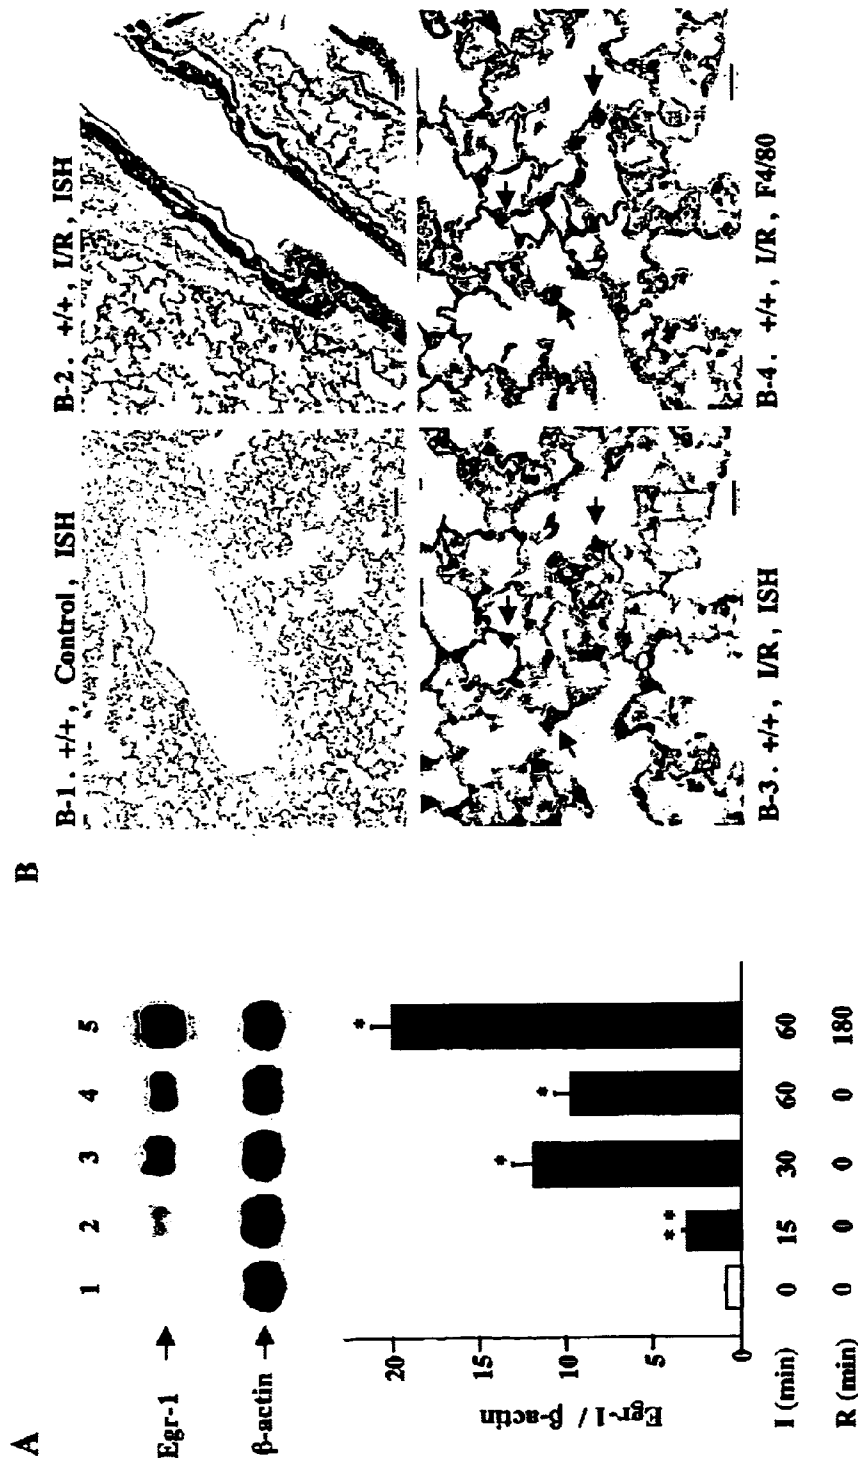 A
1 2 3 4 5
Egr-1 →
β-actin →
Egr-1 / β-actin
20
15
10
5
0
* * * * *
I (min) 0 15 30 60 60
R (min) 0 0 0 0 180
B
B-1. +/+, Control, ISH
B-2. +/+, I/R, ISH
B-3. +/+, I/R, ISH
B-4. +/+, I/R, F4/80